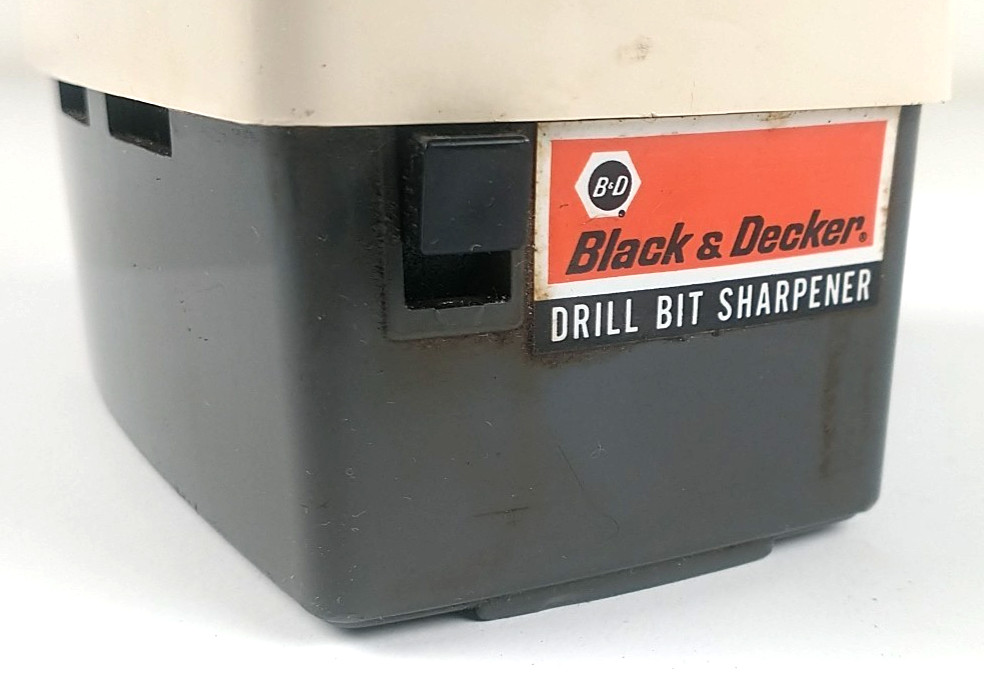 B&D
Black & Decker®
DRILL BIT SHARPENER